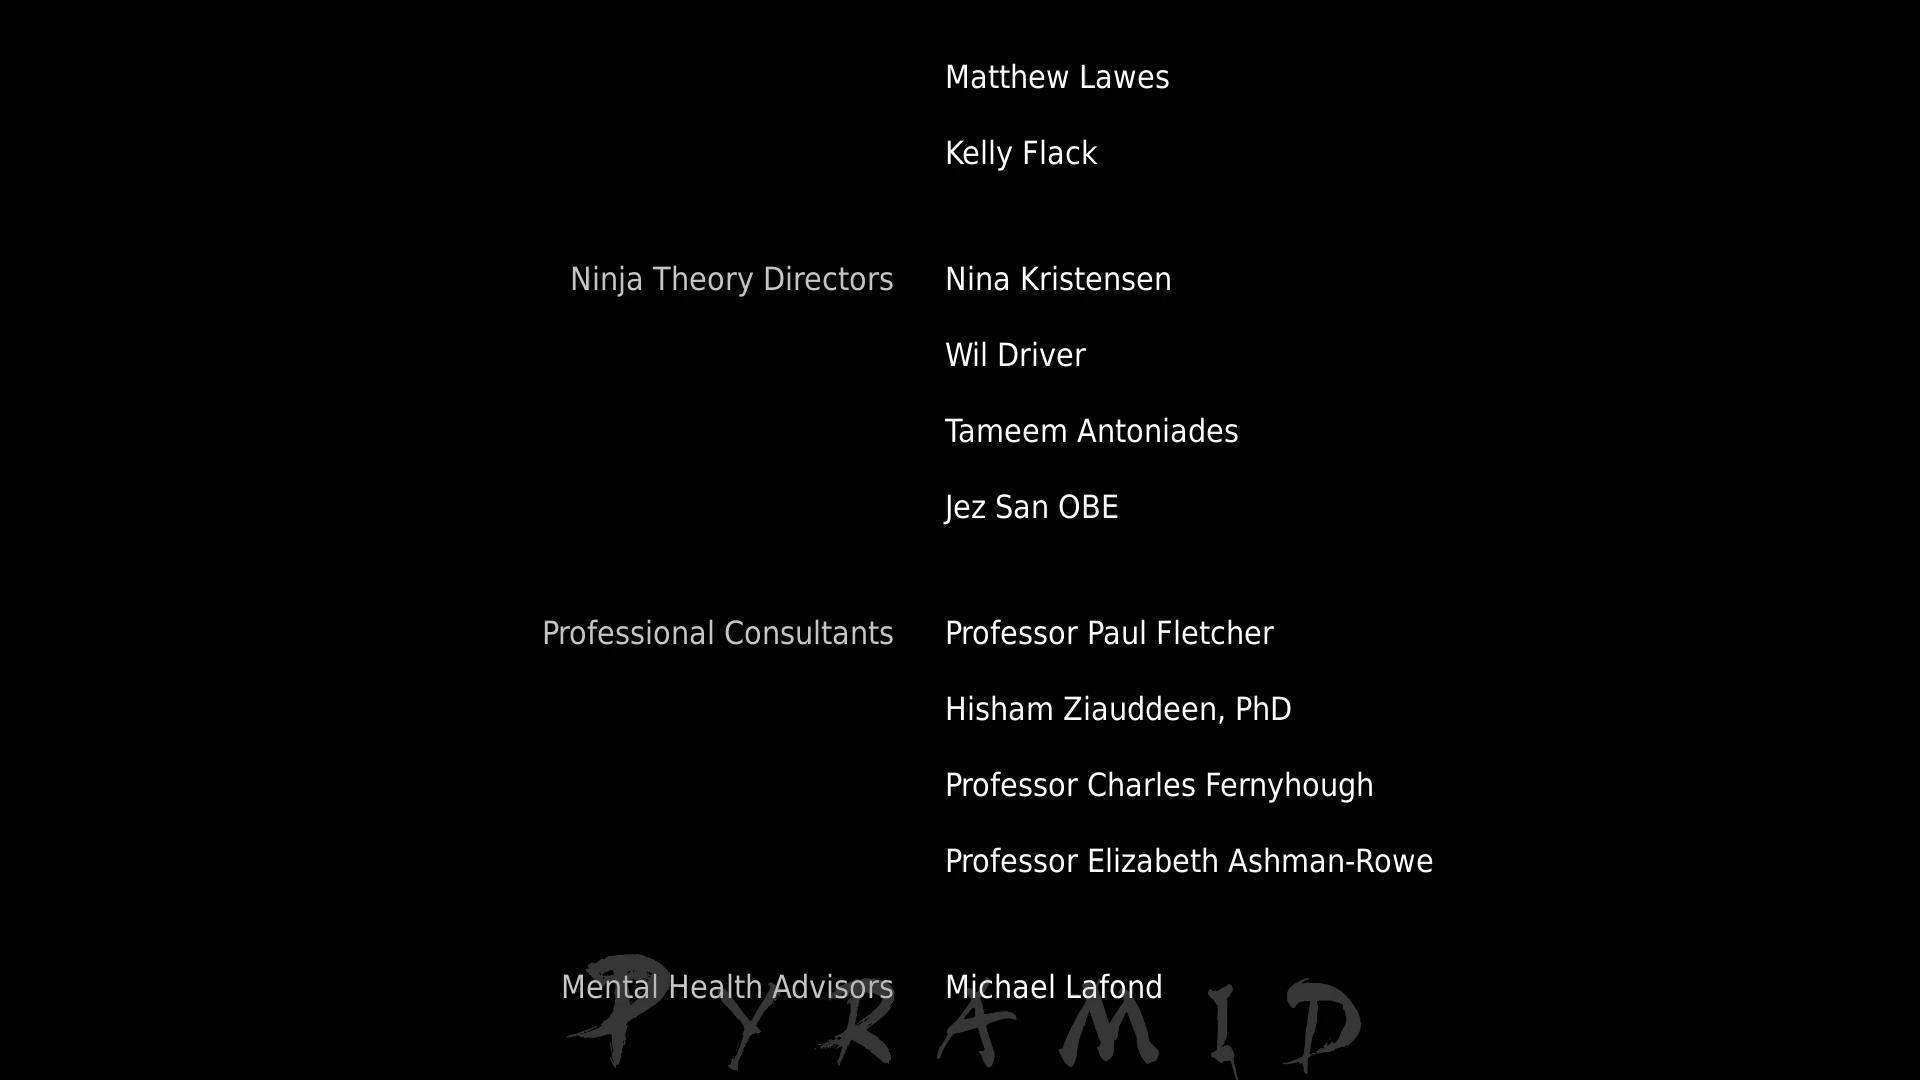 Matthew Lawes
Kelly Flack
Ninja Theory Directors Nina Kristensen
Wil Driver
Tameem Antoniades
Jez San OBE
Professional Consultants Professor Paul Fletcher
Hisham Ziauddeen, PhD
Professor Charles Fernyhough
Professor Elizabeth Ashman-Rowe
Mental Health Advisors Michael Lafond
PYRAMID